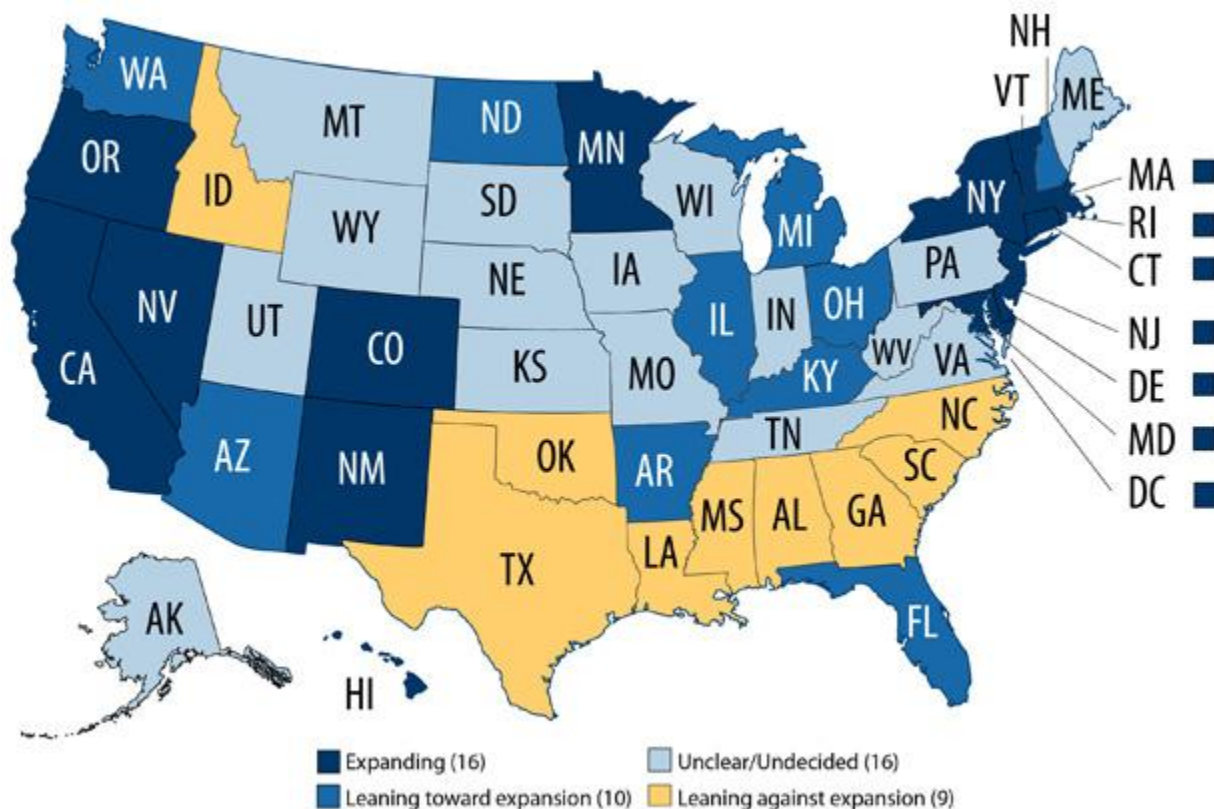 NH
VT
ME
WA
MT
ND
MN
OR
ID
SD
WI
NY
MA
WY
MI
RI
NE
IA
PA
CT
NV
UT
IL
IN
OH
NJ
CO
KS
MO
WV
VA
CA
KY
DE
NC
TN
MD
AZ
NM
OK
AR
SC
DC
MS
AL
GA
LA
TX
AK
FL
HI
Expanding (16)
Unclear/Undecided (16)
Leaning toward expansion (10)
Leaning against expansion (9)